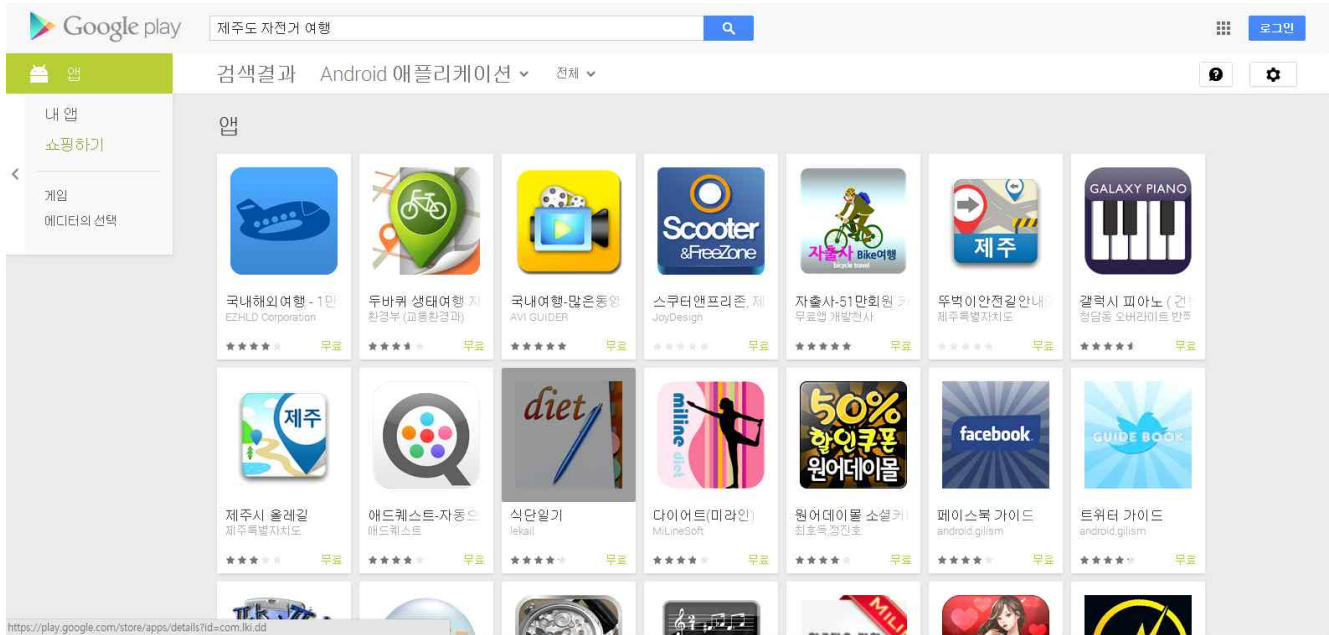 Google play
제주도 자전거 여행
로그인
앱
검색결과 Android 애플리케이션 전체
내 앱
쇼핑하기
게임
에디터의 선택
앱
Scooter
&FreeZone
자출사 Bike여행
bicycle travel
제주
GALAXY PIANO
국내해외여행 - 1만
두바퀴 생태여행 지
국내여행-많은동영
스쿠터앤프리존, 제
자출사-51만회원
뚜벅이안전길안내
갤럭시 피아노 ( 건
EZHLD Corporation
환경부 (교통환경과)
AVI GUIDER
JoyDesign
무료앱 개발천사
제주특별자치도
청담동 오버라이트 반쪽
무료 무료 무료 무료 무료 무료 무료
제주
diet
miline diet
50%
할인쿠폰
원어데이몰
facebook
GUIDE BOOK
제주시 올레길
애드퀘스트-자동으
식단일기
다이어트(미라인)
원어데이몰 소셜커
페이스북 가이드
트위터 가이드
제주특별자치도
애드퀘스트
lekail
MiLineSoft
최호득,정진호
android.gilism
android.gilism
무료 무료 무료 무료 무료 무료 무료
https://play.google.com/store/apps/details?id=com.lki.dd